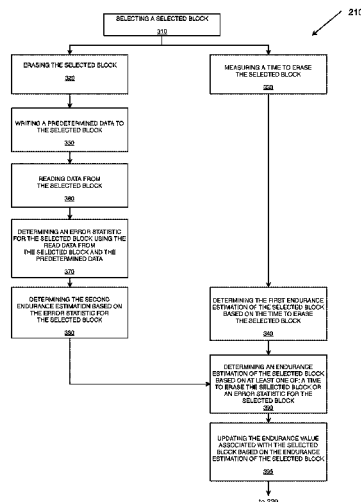 210
SELECTING A SELECTED BLOCK
310
ERASING THE SELECTED BLOCK
320
MEASURING A TIME TO ERASE
THE SELECTED BLOCK
WRITING A PREDETERMINED DATA TO
THE SELECTED BLOCK
350
READING DATA FROM
THE SELECTED BLOCK
360
DETERMINING AN ERROR STATISTIC
FOR THE SELECTED BLOCK USING THE
READ DATA FROM
THE SELECTED BLOCK AND THE
PREDETERMINED DATA
370
DETERMINING THE SECOND
ENDURANCE ESTIMATION BASED ON
THE ERROR STATISTIC FOR
THE SELECTED BLOCK
380
DETERMINING THE FIRST ENDURANCE
ESTIMATION OF THE SELECTED BLOCK
BASED ON THE TIME TO ERASE
THE SELECTED BLOCK
340
DETERMINING AN ENDURANCE
ESTIMATION OF THE SELECTED BLOCK
BASED ON AT LEAST ONE OF: A TIME
TO ERASE THE SELECTED BLOCK OR
AN ERROR STATISTIC FOR THE
SELECTED BLOCK
390
UPDATING THE ENDURANCE VALUE
ASSOCIATED WITH THE SELECTED
BLOCK BASED ON THE ENDURANCE
ESTIMATION OF THE SELECTED BLOCK
395
to 220